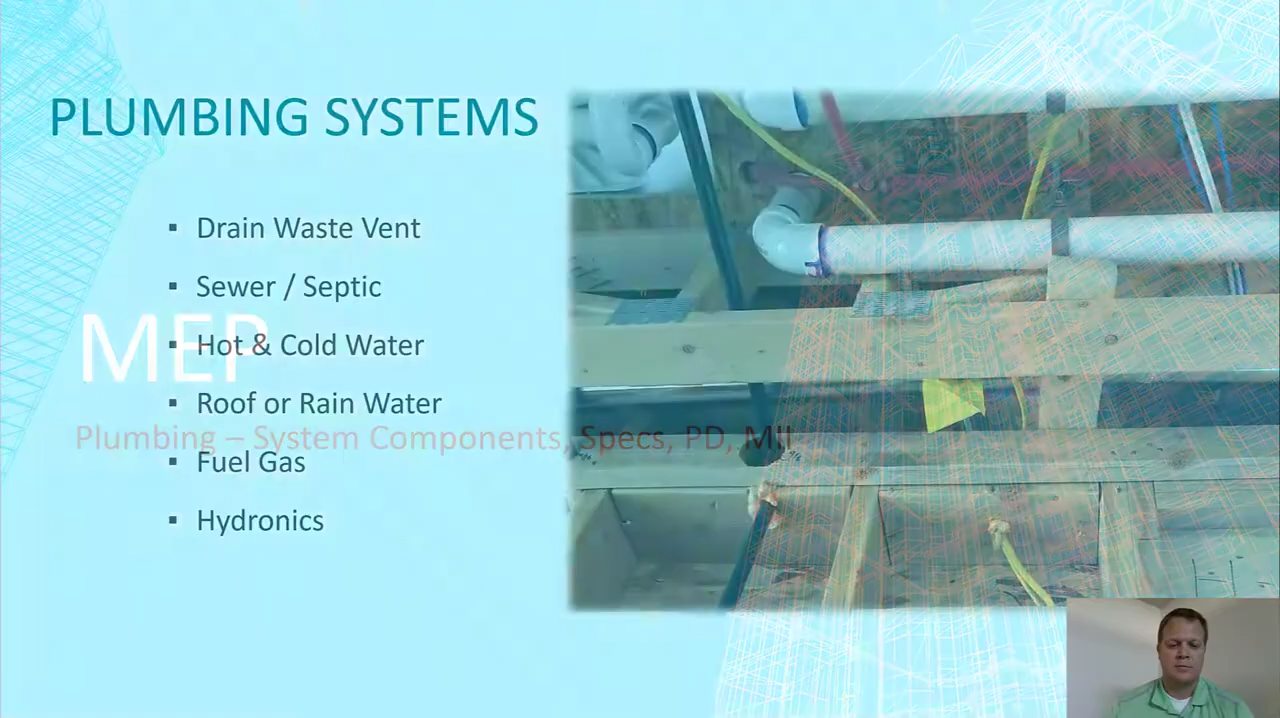 PLUMBING SYSTEMS
▪ Drain Waste Vent
▪ Sewer / Septic
MEP
▪ Hot & Cold Water
▪ Roof or Rain Water
Plumbing – System Components, Specs, PD, MII
▪ Fuel Gas
▪ Hydronics